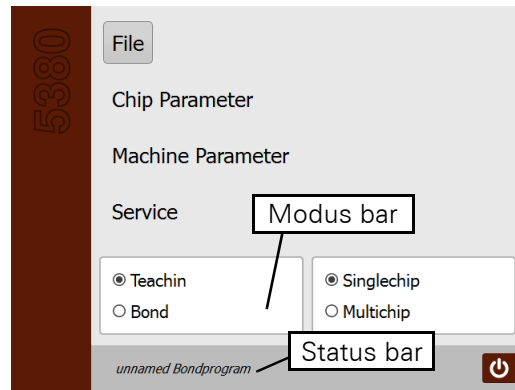 5380
File
Chip Parameter
Machine Parameter
Service
Modus bar
Teachin
Singlechip
Bond
Multichip
Status bar
unnamed Bondprogram